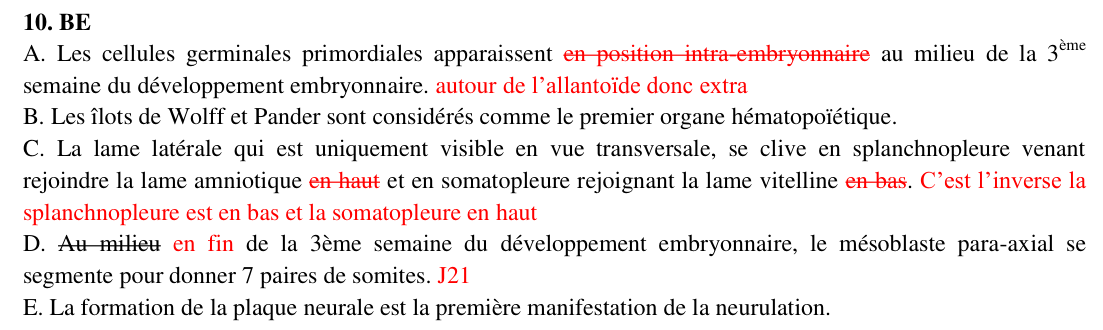 10. BE
A. Les cellules germinales primordiales apparaissent en position intra-embryonnaire au milieu de la 3ème
semaine du développement embryonnaire. autour de l'allantoïde donc extra
B. Les îlots de Wolff et Pander sont considérés comme le premier organe hématopoïétique.
C. La lame latérale qui est uniquement visible en vue transversale, se clive en splanchnopleure venant
rejoindre la lame amniotique en haut et en somatopleure rejoignant la lame vitelline en bas. C'est l'inverse la
splanchnopleure est en bas et la somatopleure en haut
D. Au milieu en fin de la 3ème semaine du développement embryonnaire, le mésoblaste para-axial se
segmente pour donner 7 paires de somites. J21
E. La formation de la plaque neurale est la première manifestation de la neurulation.